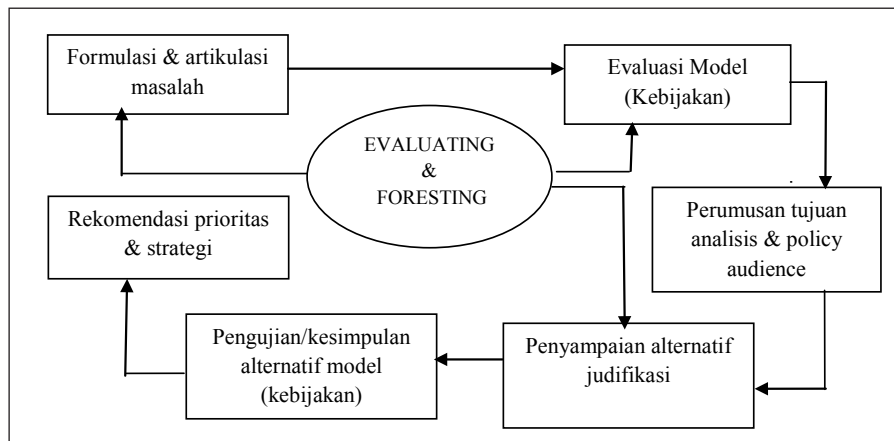 Formulasi & artikulasi
masalah
Evaluasi Model
(Kebijakan)
EVALUATING
&
FORESTING
Rekomendasi prioritas
& strategi
Perumusan tujuan
analisis & policy
audience
Pengujian/kesimpulan
alternatif model
(kebijakan)
Penyampaian alternatif
judifikasi